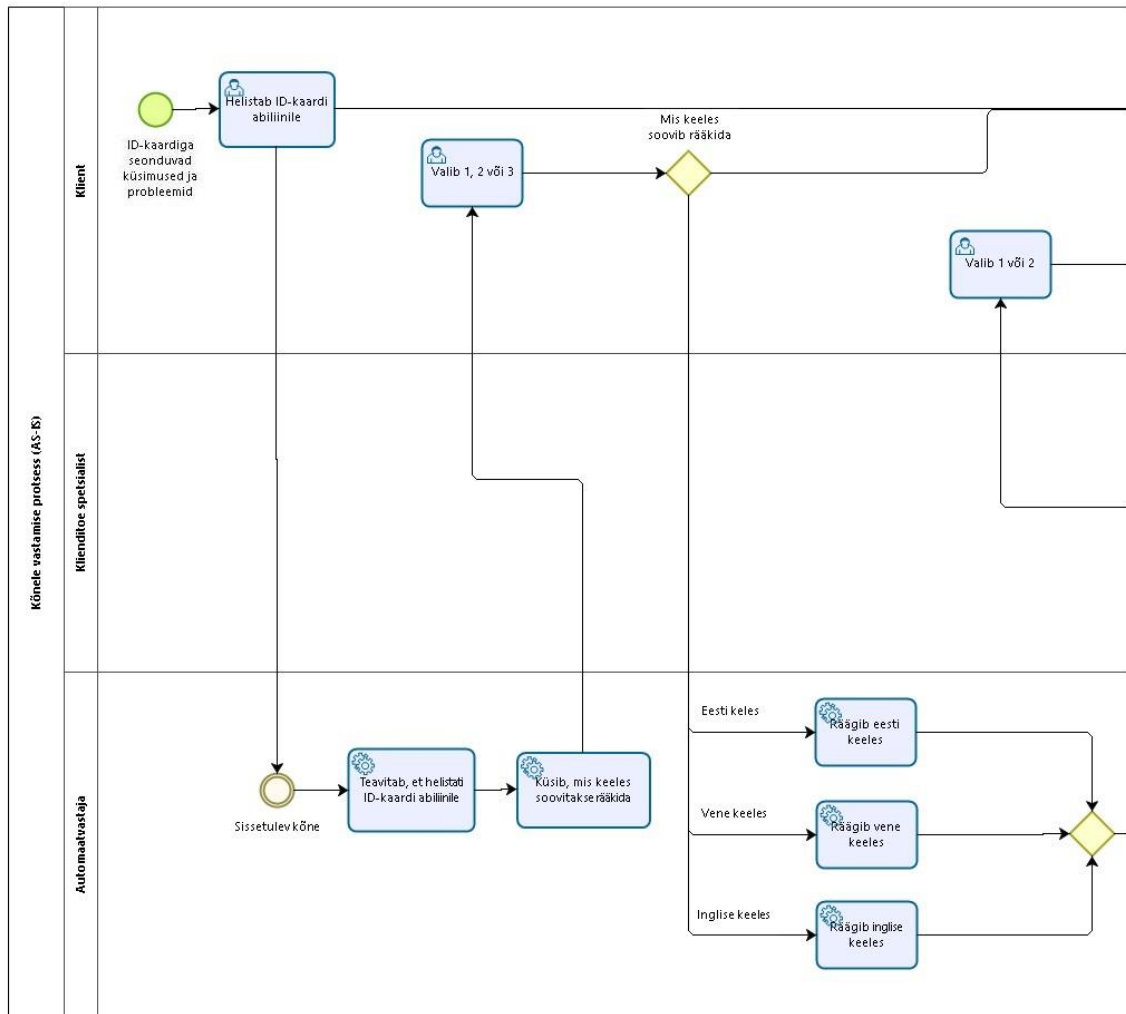 Kõnele vastamise protsess (AS-IS)
Klient
ID-kaardiga
seonduvad
küsimused ja
probleemid
Helistab ID-kaardi
abiliinile
Valib 1, 2 või 3
Mis keeles
soovib rääkida
Valib 1 või 2
Klienditoe spetsialist
Automaatvastaja
Sissetulev kõne
Teavitab, et helistati
ID-kaardi abiliinile
Küsib, mis keeles
soovitakse rääkida
Eesti keles
Räägib eesti
keeles
Vene keeles
Räägib vene
keeles
Inglise keeles
Räägib inglise
keeles